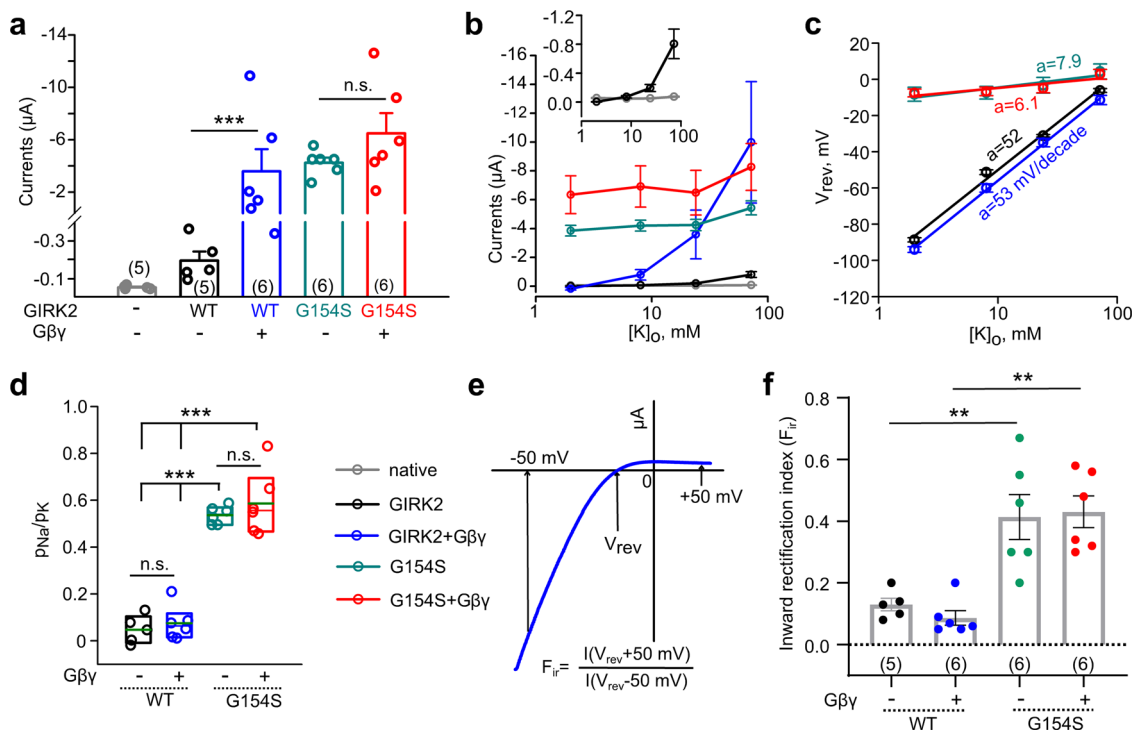 a
-14
-10
-6
-2
-0.3
-0.1
Currents (μA)
***
n.s.
(5)
(5)
(6)
(6)
(6)
GIRK2 - WT WT G154S G154S
Gβγ - - + - +
b
-1.2
-0.8
-0.4
0.0
1 10 100
-16
-14
-12
-10
-8
-6
-4
-2
0
Currents (μA)
1 10 100
[K]o, mM
c
20
0
-20
-40
-60
-80
-100
-120
Vrev, mV
a=7.9
a=6.1
a=52
a=53 mV/decade
1 10 100
[K]o, mM
d
1.0
0.8
0.6
0.4
0.2
0
pNa/pK
***
***
n.s.
n.s.
Gβγ - + - +
WT G154S
native
GIRK2
GIRK2+Gβγ
G154S
G154S+Gβγ
e
μA
-50 mV
0
+50 mV
Vrev
Fir= I(Vrev+50 mV)
I(Vrev-50 mV)
f
0.8
0.6
0.4
0.2
0.0
Inward rectification index (Fir)
**
**
(5) (6) (6) (6)
Gβγ - + - +
WT G154S